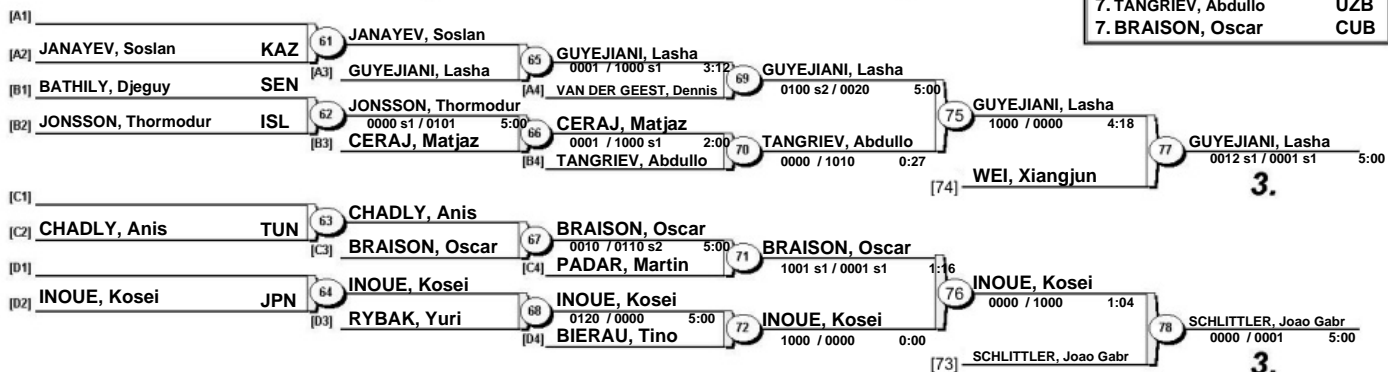 7. TANGRIEV, Abdullo UZB
7. BRAISON, Oscar CUB
[A1]
[A2] JANAYEV, Soslan KAZ
61 JANAYEV, Soslan
[A3] GUYEJIANI, Lasha
65 GUYEJIANI, Lasha
0001 / 1000 s1 3:12
[A4] VAN DER GEEST, Dennis
69 GUYEJIANI, Lasha
0100 s2 / 0020 5:00
[B1] BATHILY, Djeguy SEN
[B2] JONSSON, Thormodur ISL
62 JONSSON, Thormodur
0000 s1 / 0101 5:00
[B3] CERAJ, Matjaz
66 CERAJ, Matjaz
0001 / 1000 s1 2:00
[B4] TANGRIEV, Abdullo
70 TANGRIEV, Abdullo
0000 / 1010 0:27
75 GUYEJIANI, Lasha
1000 / 0000 4:18
[74] WEI, Xiangjun
77 GUYEJIANI, Lasha
0012 s1 / 0001 s1 5:00
3.
[C1]
[C2] CHADLY, Anis TUN
63 CHADLY, Anis
[C3] BRAISON, Oscar
67 BRAISON, Oscar
0010 / 0110 s2 5:00
[C4] PADAR, Martin
71 BRAISON, Oscar
1001 s1 / 0001 s1 1:16
[D1]
[D2] INOUE, Kosei JPN
64 INOUE, Kosei
[D3] RYBAK, Yuri
68 INOUE, Kosei
0120 / 0000 5:00
[D4] BIERAU, Tino
72 INOUE, Kosei
1000 / 0000 0:00
76 INOUE, Kosei
0000 / 1000 1:04
[73] SCHLITTLER, Joao Gabr
78 SCHLITTLER, Joao Gabr
0000 / 0001 5:00
3.